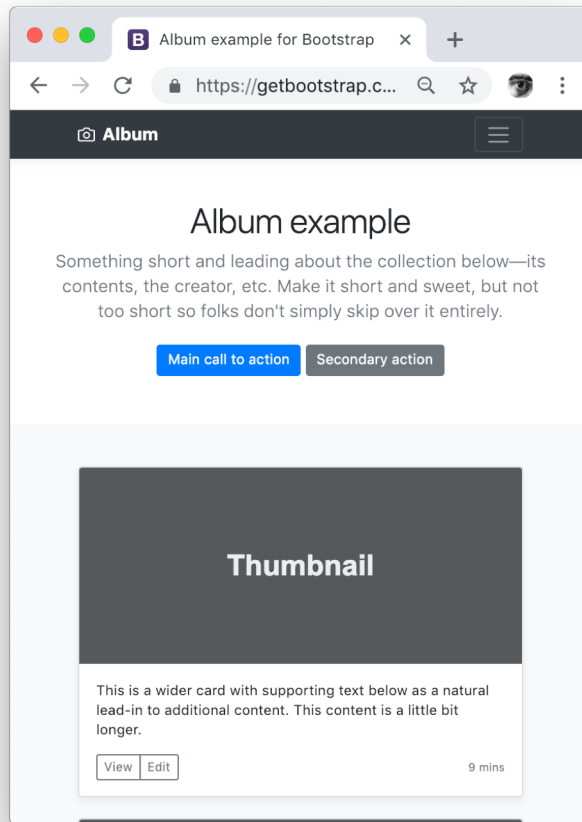 B Album example for Bootstrap
https://getbootstrap.c...
Album
Album example
Something short and leading about the collection below—its
contents, the creator, etc. Make it short and sweet, but not
too short so folks don't simply skip over it entirely.
Main call to action Secondary action
Thumbnail
This is a wider card with supporting text below as a natural
lead-in to additional content. This content is a little bit
longer.
View Edit 9 mins